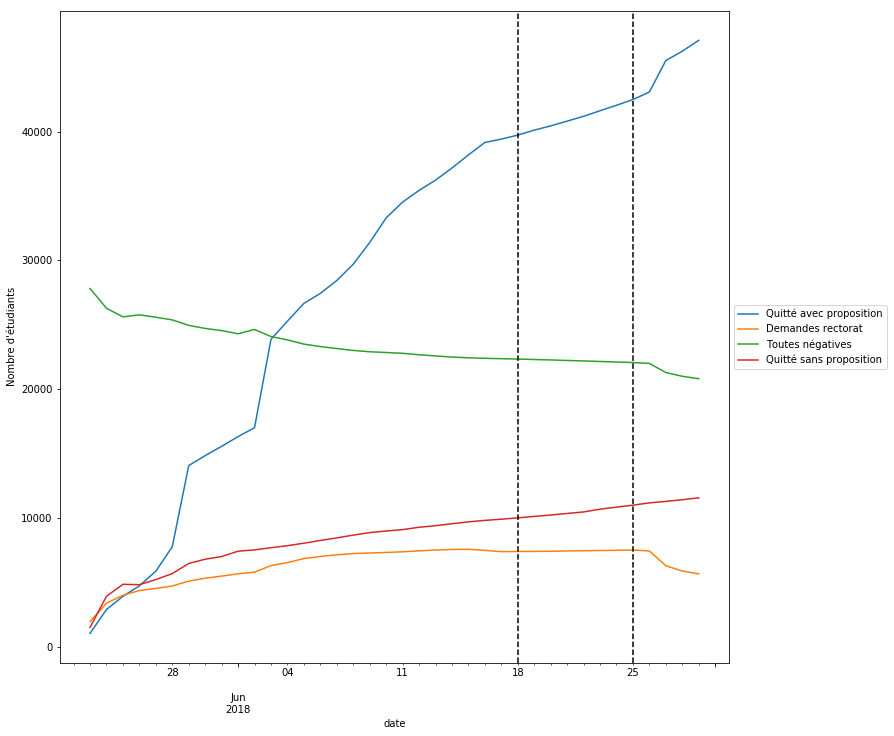 40000
30000
20000
10000
0
Nombre d'étudiants
28
04
11
18
25
Jun
2018
date
Quitté avec proposition
Demandes rectorat
Toutes négatives
Quitté sans proposition